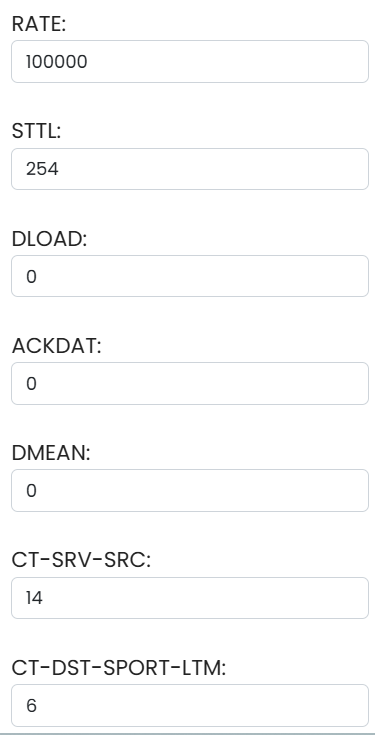 RATE:
100000
STTL:
254
DLOAD:
0
ACKDAT:
0
DMEAN:
0
CT-SRV-SRC:
14
CT-DST-SPORT-LTM:
6